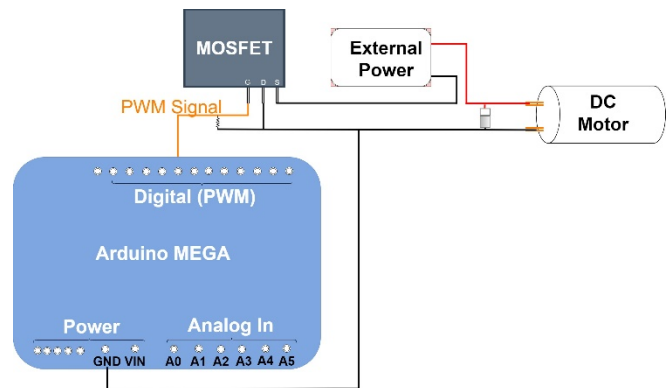 MOSFET
G D S
External
Power
PWM Signal
DC
Motor
Digital (PWM)
Arduino MEGA
Power
Analog In
GND VIN
A0 A1 A2 A3 A4 A5